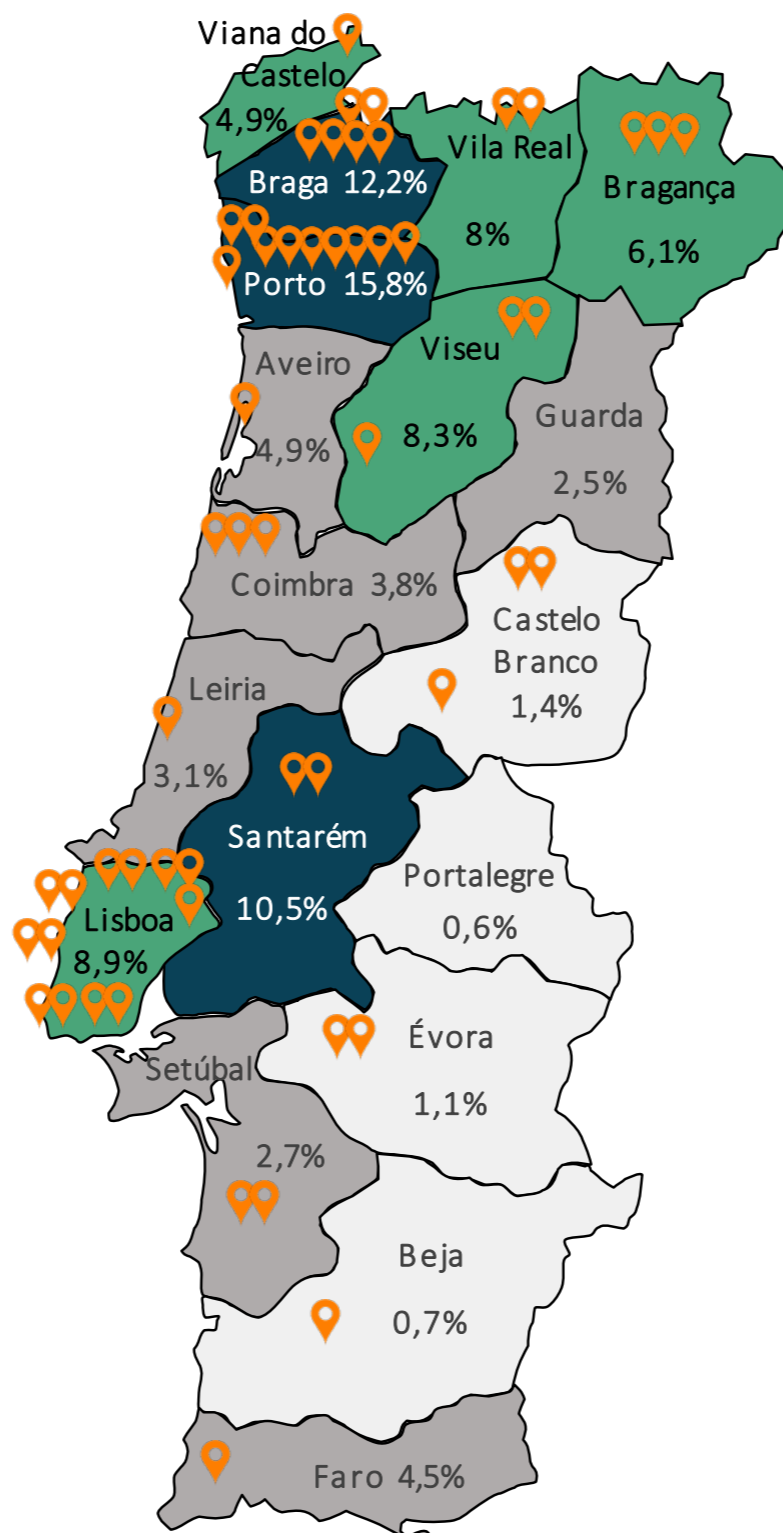 Viana do
Castelo
4,9%
Braga 12,2%
Vila Real
8%
Bragança
6,1%
Porto 15,8%
Aveiro
4,9%
Viseu
8,3%
Guarda
2,5%
Coimbra 3,8%
Castelo
Branco
1,4%
Leiria
3,1%
Santarém
10,5%
Portalegre
0,6%
Lisboa
8,9%
Évora
1,1%
Setúbal
2,7%
Beja
0,7%
Faro 4,5%